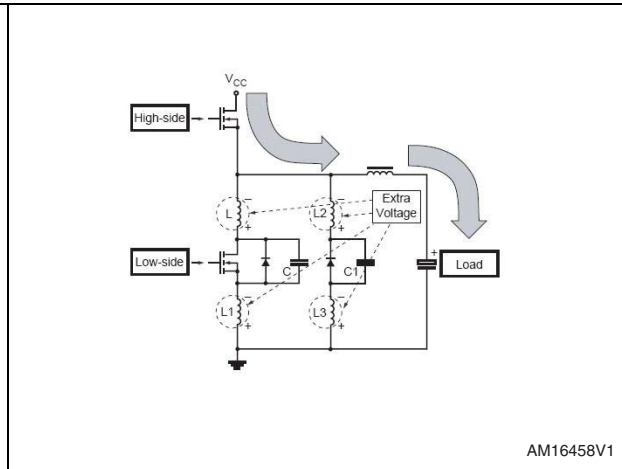 VCC
High-side
L
L2
Extra
Voltage
Low-side
C
C1
+
Load
L1
L3
AM16458V1